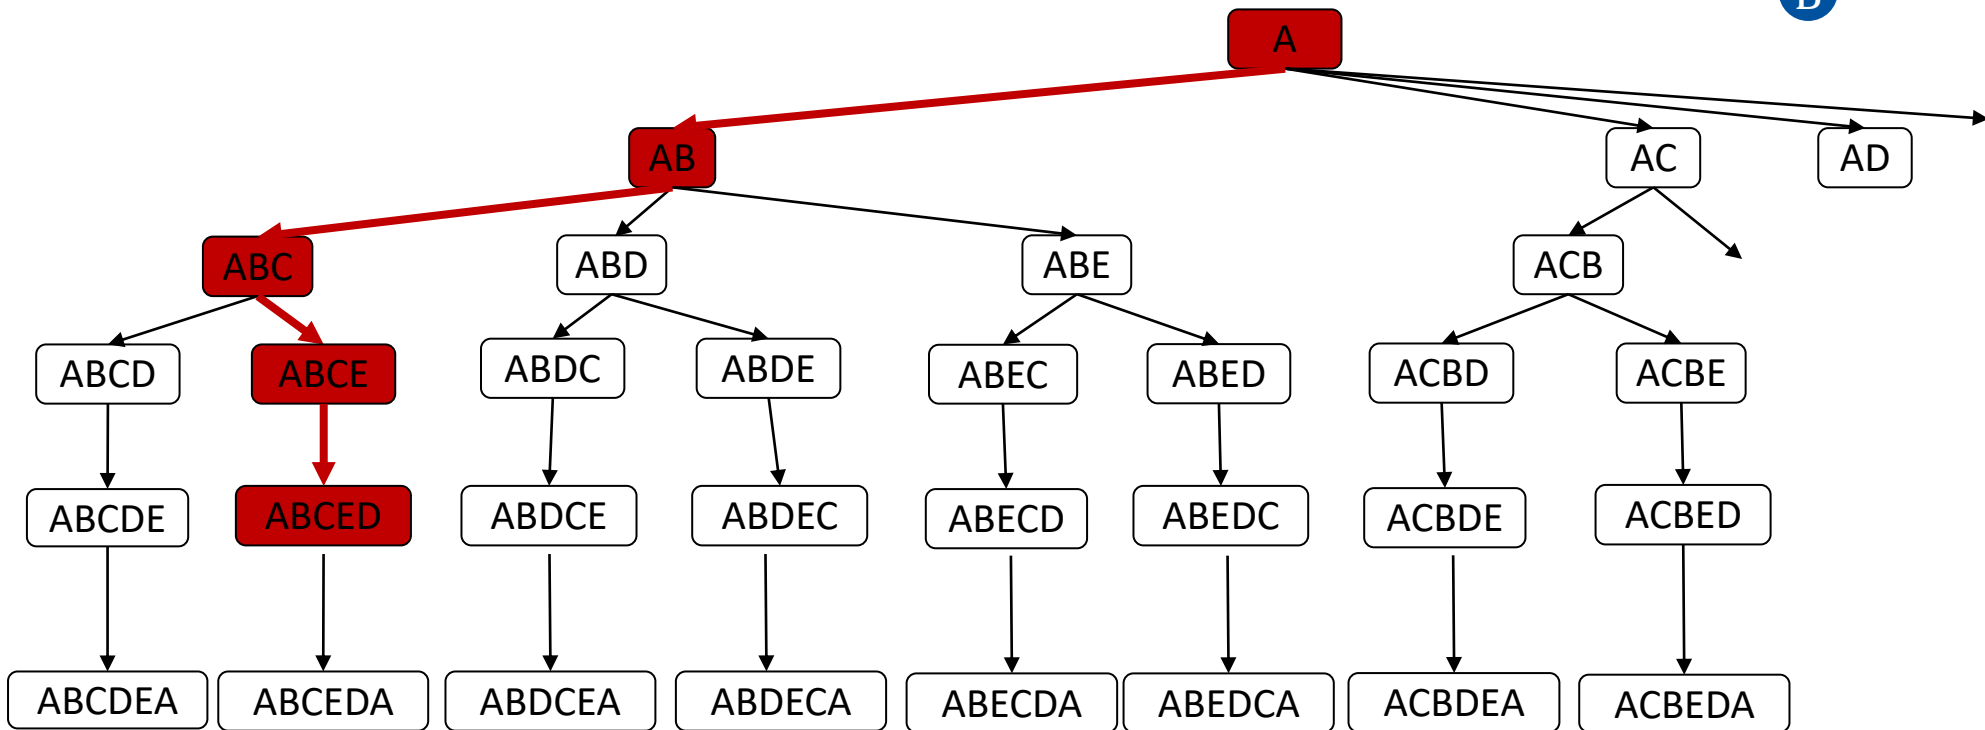 B
A
AB AC AD
ABC ABD ABE ACB
ABCD ABCE ABDC ABDE ABEC ABED ACBD ACBE
ABCDE ABCED ABDCE ABDEC ABECD ABEDC ACBDE ACBED
ABCDEA ABCEDA ABDCEA ABDECA ABECDA ABEDCA ACBDEA ACBEDA